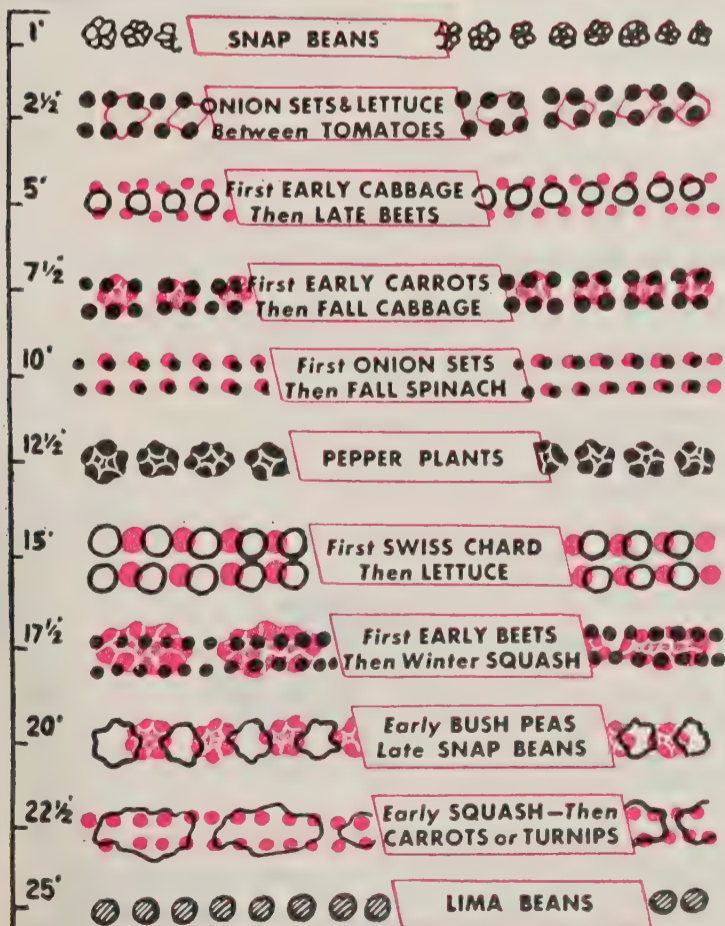 1'
SNAP BEANS
2½'
ONION SETS & LETTUCE
Between TOMATOES
5'
First EARLY CABBAGE
Then LATE BEETS
7½'
First EARLY CARROTS
Then FALL CABBAGE
10'
First ONION SETS
Then FALL SPINACH
12½'
PEPPER PLANTS
15'
First SWISS CHARD
Then LETTUCE
17½'
First EARLY BEETS
Then Winter SQUASH
20'
Early BUSH PEAS
Late SNAP BEANS
22½'
Early SQUASH—Then
CARROTS or TURNIPS
25'
LIMA BEANS